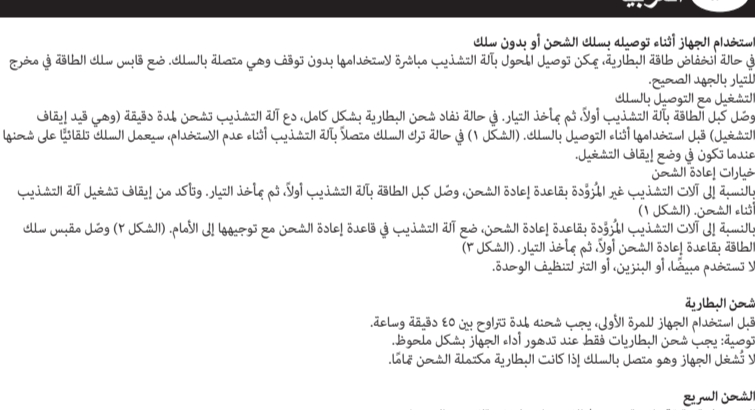 استخدام الجهاز أثناء توصيله بسلك الشحن أو بدون سلك
في حالة انخفاض طاقة البطارية، يمكن توصيل المحول بآلة التشذيب مباشرة لاستخدامها بدون توقف وهي متصلة بالسلك. ضع قابس سلك الطاقة في مخرج
للتيار بالجهد الصحيح.
التشغيل مع التوصيل بالسلك
وصّل كبل الطاقة بآلة التشذيب أولاً، ثم بمأخذ التيار. في حالة نفاد شحن البطارية بشكل كامل، دع آلة التشذيب تشحن لمدة دقيقة (وهي قيد إيقاف
التشغيل) قبل استخدامها أثناء التوصيل بالسلك. (الشكل ١) في حالة ترك السلك متصلاً بآلة التشذيب أثناء عدم الاستخدام، سيعمل السلك تلقائيًا على شحنها
عندما تكون في وضع إيقاف التشغيل.
خيارات إعادة الشحن
بالنسبة إلى آلات التشذيب غير المُزوَّدة بقاعدة إعادة الشحن، وصّل كبل الطاقة بآلة التشذيب أولاً، ثم بمأخذ التيار. وتأكد من إيقاف تشغيل آلة التشذيب
أثناء الشحن. (الشكل ١)
بالنسبة إلى آلات التشذيب المُزوَّدة بقاعدة إعادة الشحن، ضع آلة التشذيب في قاعدة إعادة الشحن مع توجيهها إلى الأمام. (الشكل ٢) وصّل مقبس سلك
الطاقة بقاعدة إعادة الشحن أولاً، ثم بمأخذ التيار. (الشكل ٣)
لا تستخدم مبيضًا، أو البنزين، أو التنر لتنظيف الوحدة.
شحن البطارية
قبل استخدام الجهاز للمرة الأولى، يجب شحنه لمدة تتراوح بين ٤٥ دقيقة وساعة.
توصية: يجب شحن البطاريات فقط عند تدهور أداء الجهاز بشكل ملحوظ.
لا تُشغل الجهاز وهو متصل بالسلك إذا كانت البطارية مكتملة الشحن تمامًا.
الشحن السريع